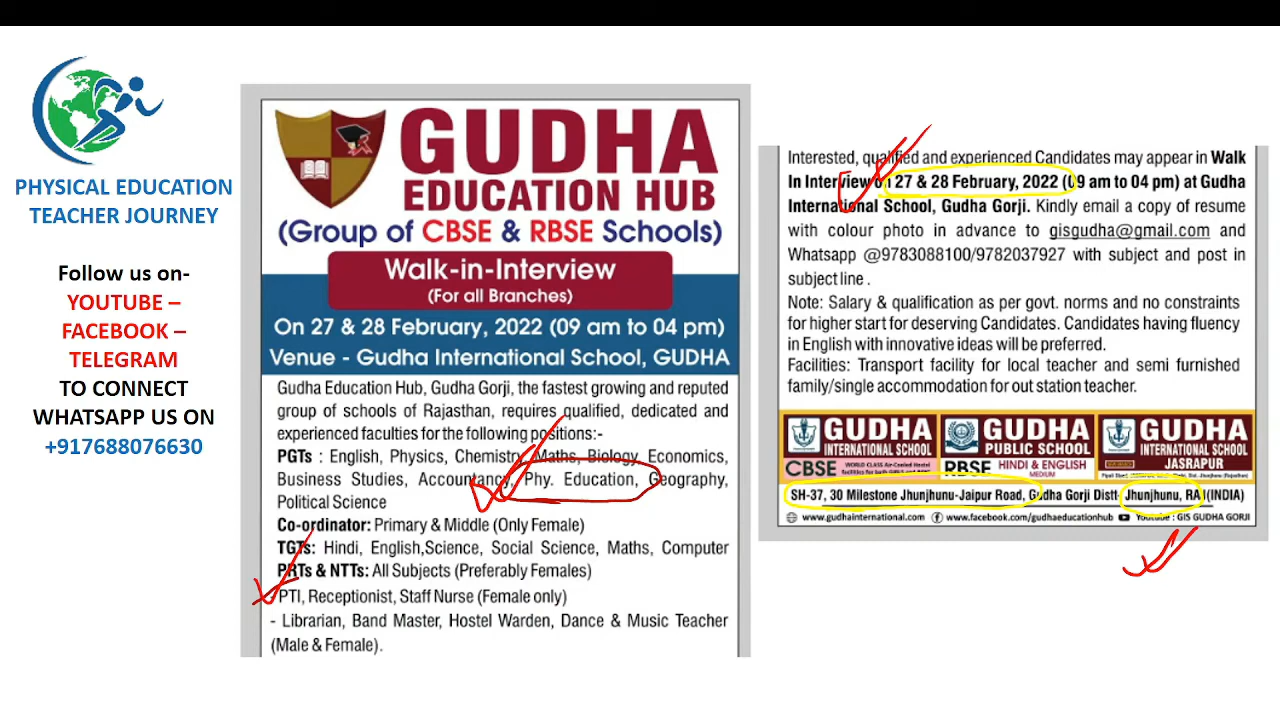 PHYSICAL EDUCATION
TEACHER JOURNEY
Follow us on-
YOUTUBE –
FACEBOOK –
TELEGRAM
TO CONNECT
WHATSAPP US ON
+917688076630
GUDHA
EDUCATION HUB
(Group of CBSE & RBSE Schools)
Walk-in-Interview
(For all Branches)
On 27 & 28 February, 2022 (09 am to 04 pm)
Venue - Gudha International School, GUDHA
Gudha Education Hub, Gudha Gorji, the fastest growing and reputed
group of schools of Rajasthan, requires qualified, dedicated and
experienced faculties for the following positions:-
PGTs : English, Physics, Chemistry, Maths, Biology, Economics,
Business Studies, Accountancy, Phy. Education, Geography,
Political Science
Co-ordinator: Primary & Middle (Only Female)
TGTs: Hindi, English,Science, Social Science, Maths, Computer
PRTs & NTTs: All Subjects (Preferably Females)
- PTI, Receptionist, Staff Nurse (Female only)
- Librarian, Band Master, Hostel Warden, Dance & Music Teacher
(Male & Female).
Interested, qualified and experienced Candidates may appear in Walk
In Interview on 27 & 28 February, 2022 (09 am to 04 pm) at Gudha
International School, Gudha Gorji. Kindly email a copy of resume
with colour photo in advance to gisgudha@gmail.com and
Whatsapp @9783088100/9782037927 with subject and post in
subject line .
Note: Salary & qualification as per govt. norms and no constraints
for higher start for deserving Candidates. Candidates having fluency
in English with innovative ideas will be preferred.
Facilities: Transport facility for local teacher and semi furnished
family/single accommodation for out station teacher.
GUDHA
INTERNATIONAL SCHOOL
CBSE WORLD CLASS Air-Cooled Hostel
GUDHA
PUBLIC SCHOOL
RBSE HINDI & ENGLISH
MEDIUM
GUDHA
INTERNATIONAL SCHOOL
JASRAPUR
SH-37, 30 Milestone Jhunjhunu-Jaipur Road, Gudha Gorji Distt- Jhunjhunu, RAJ(INDIA)
www.gudhainternational.com www.facebook.com/gudhaeducationhub Youtube : GIS GUDHA GORJI